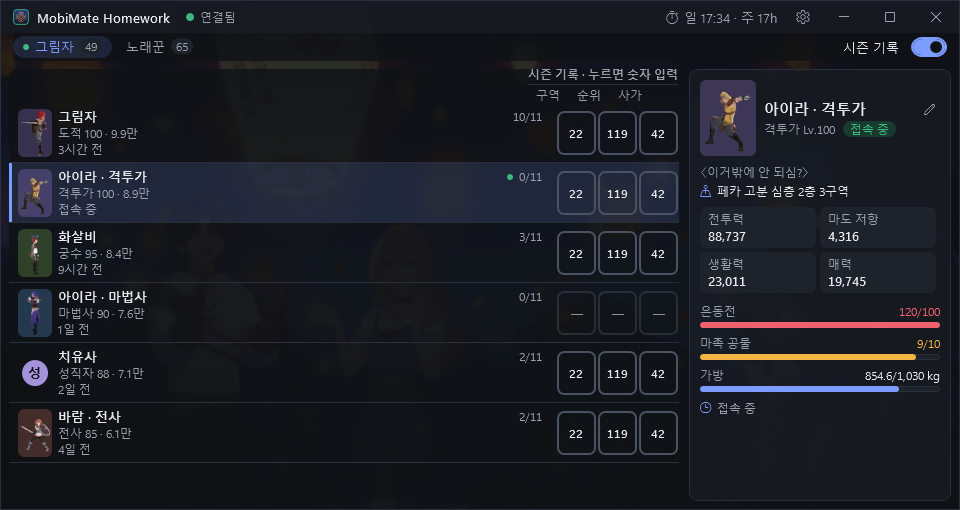 MobiMate Homework
연결됨
일 17:34 · 주 17h
그림자 49
노래꾼 65
시즌 기록
시즌 기록 · 누르면 숫자 입력
구역 순위 사가
그림자
도적 100 · 9.9만
3시간 전
10/11
22 119 42
아이라 · 격투가
격투가 100 · 8.9만
접속 중
0/11
22 119 42
화살비
궁수 95 · 8.4만
9시간 전
3/11
22 119 42
아이라 · 마법사
마법사 90 · 7.6만
1일 전
0/11
— — —
성
치유사
성직자 88 · 7.1만
2일 전
2/11
22 119 42
바람 · 전사
전사 85 · 6.1만
4일 전
2/11
22 119 42
아이라 · 격투가
격투가 Lv.100 접속 중
<이거밖에 안 되심?>
페카 고분 심층 2층 3구역
전투력
88,737
마도 저항
4,316
생활력
23,011
매력
19,745
은동전 120/100
마족 공물 9/10
가방 854.6/1,030 kg
접속 중